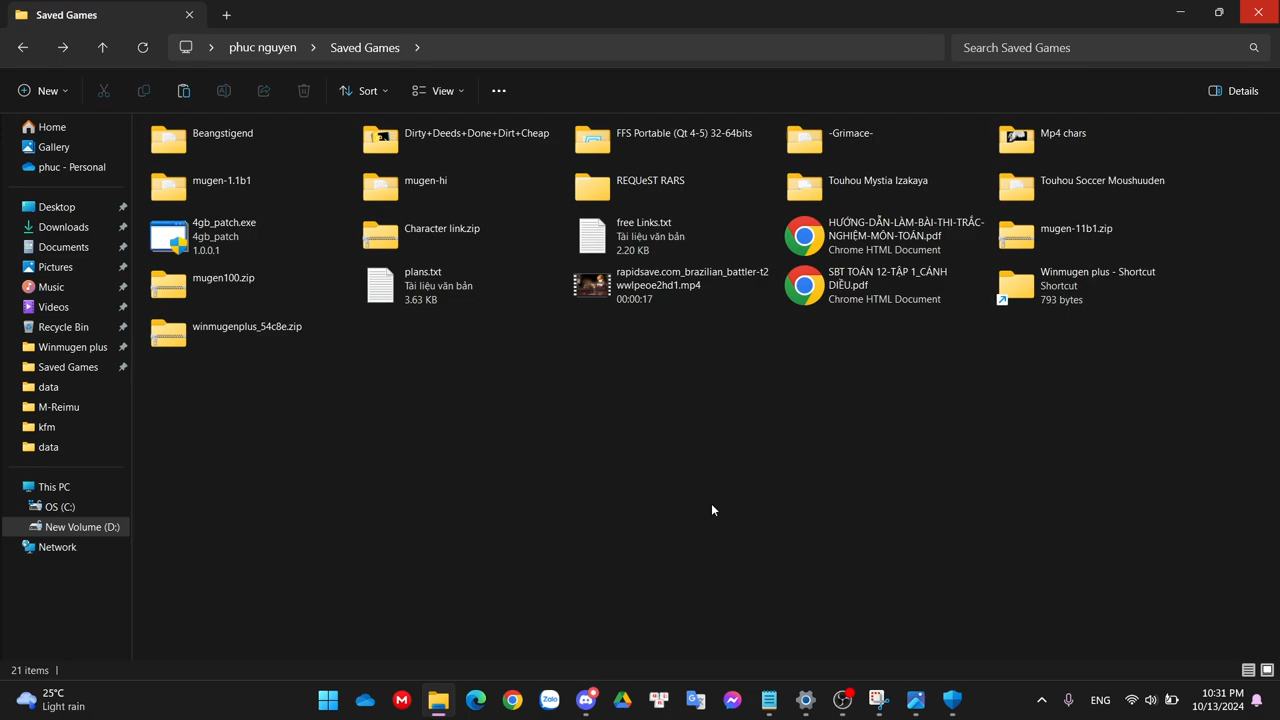 Saved Games
phuc nguyen
Saved Games
Search Saved Games
New
Sort
View
Details
Home
Gallery
phuc - Personal
Desktop
Downloads
Documents
Pictures
Music
Videos
Recycle Bin
Winmugen plus
Saved Games
data
M-Reimu
kfm
data
This PC
OS (C:)
New Volume (D:)
Network
Beangstigend
Dirty+Deeds+Done+Dirt+Cheap
FFS Portable (Qt 4-5) 32-64bits
-Grimace-
Mp4 chars
mugen-1.1b1
mugen-hi
REQUeST RARS
Touhou Mystia Izakaya
Touhou Soccer Moushuuden
4gb_patch.exe
4gb_patch
1.0.0.1
Character link.zip
free Links.txt
Tài liệu văn bản
2.20 KB
HƯỚNG-DẪN-LÀM-BÀI-THI-TRẮC-
NGHIỆM-MÔN-TOÁN.pdf
Chrome HTML Document
mugen-1.1b1.zip
mugen100.zip
plans.txt
Tài liệu văn bản
3.63 KB
00:00:17
SBT TOÁN 12-TẬP 1_CÁNH
DIỀU.pdf
Chrome HTML Document
Winmugen plus - Shortcut
Shortcut
793 bytes
winmugenplus_54c8e.zip
21 items
25°C
Light rain
Zalo
ENG
10:31 PM
10/13/2024